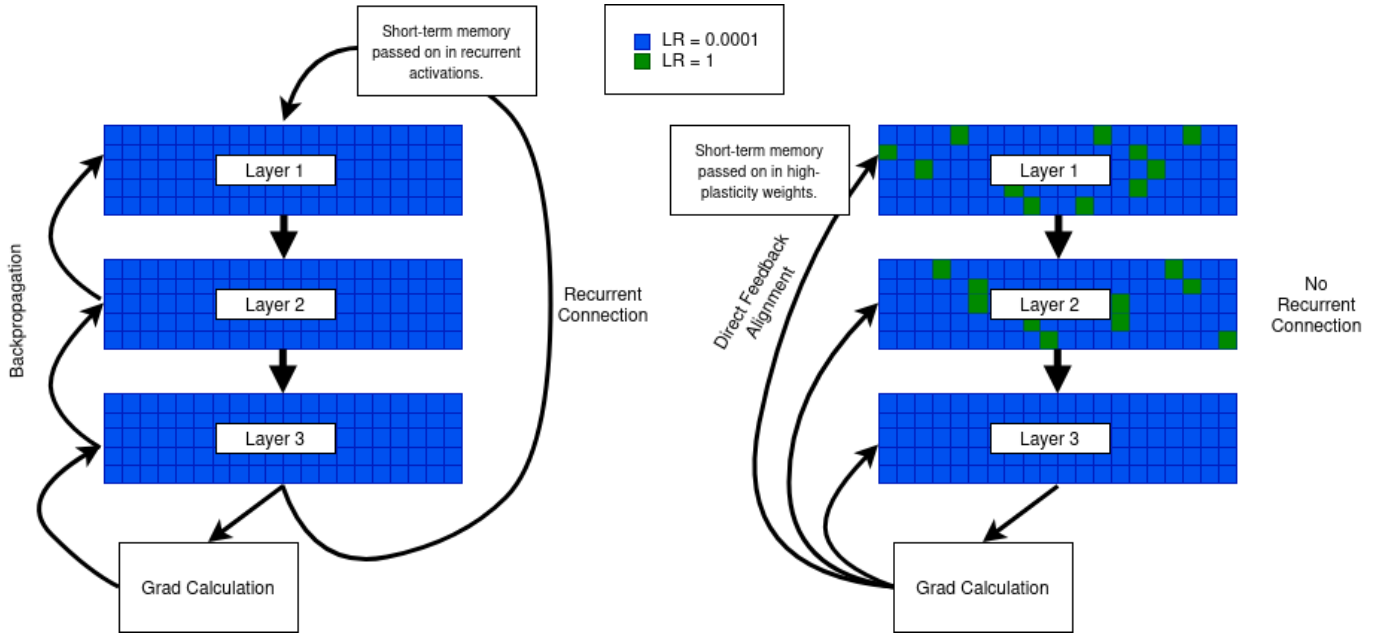 Short-term memory
passed on in recurrent
activations.
LR = 0.0001
LR = 1
Layer 1
Layer 2
Layer 3
Backpropagation
Recurrent
Connection
Grad Calculation
Short-term memory
passed on in high-
plasticity weights.
Layer 1
Direct Feedback
Alignment
Layer 2
No
Recurrent
Connection
Layer 3
Grad Calculation